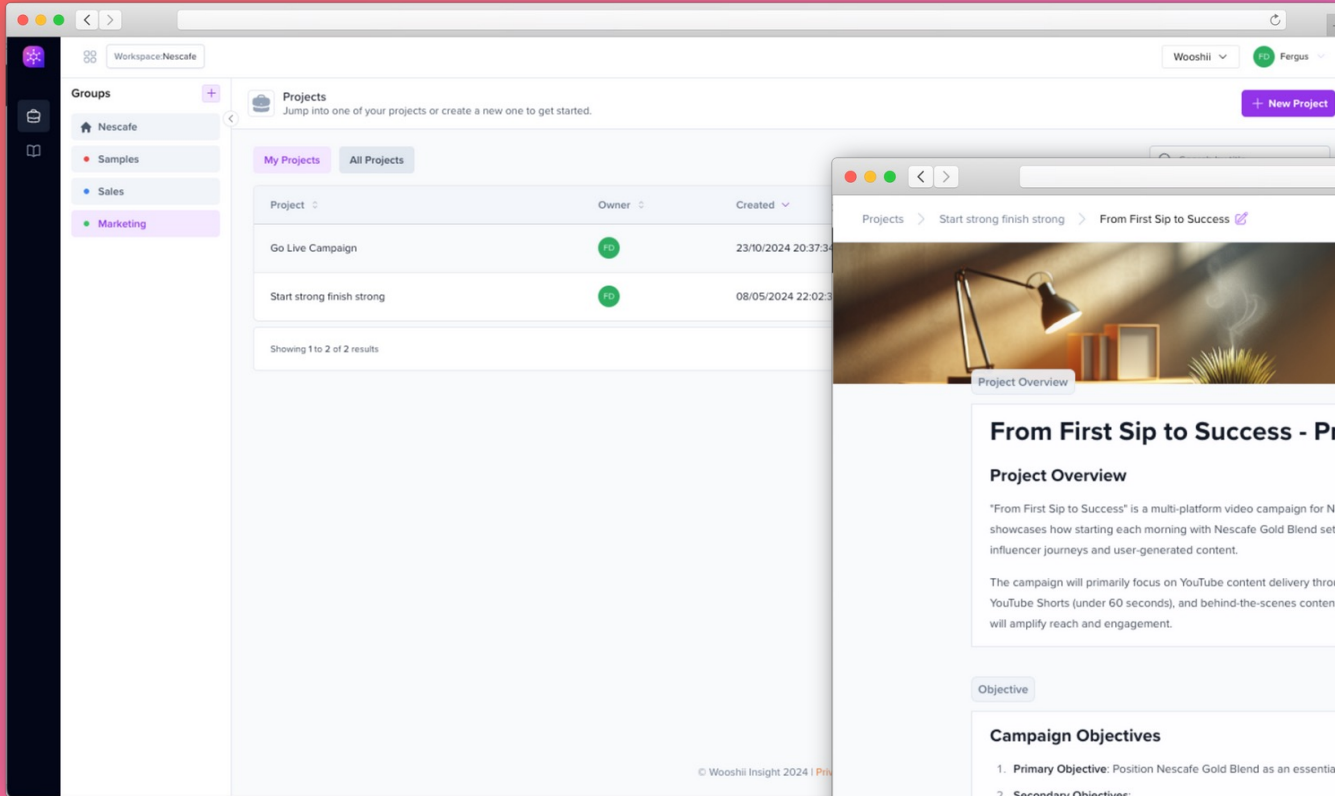 Workspace:Nescafe
Wooshii
FD Fergus
Groups
+
Nescafe
Samples
Sales
Marketing
Projects
Jump into one of your projects or create a new one to get started.
+ New Project
My Projects
All Projects
Project
Owner
Created
Go Live Campaign
FD
23/10/2024 20:37:34
Start strong finish strong
FD
08/05/2024 22:02:3
Showing 1 to 2 of 2 results
© Wooshii Insight 2024 | Priv
Projects > Start strong finish strong > From First Sip to Success
Project Overview
From First Sip to Success - Pr
Project Overview
"From First Sip to Success" is a multi-platform video campaign for N
showcases how starting each morning with Nescafe Gold Blend set
influencer journeys and user-generated content.
The campaign will primarily focus on YouTube content delivery throu
YouTube Shorts (under 60 seconds), and behind-the-scenes conten
will amplify reach and engagement.
Objective
Campaign Objectives
1. Primary Objective: Position Nescafe Gold Blend as an essentia
2. Secondary Objectives: